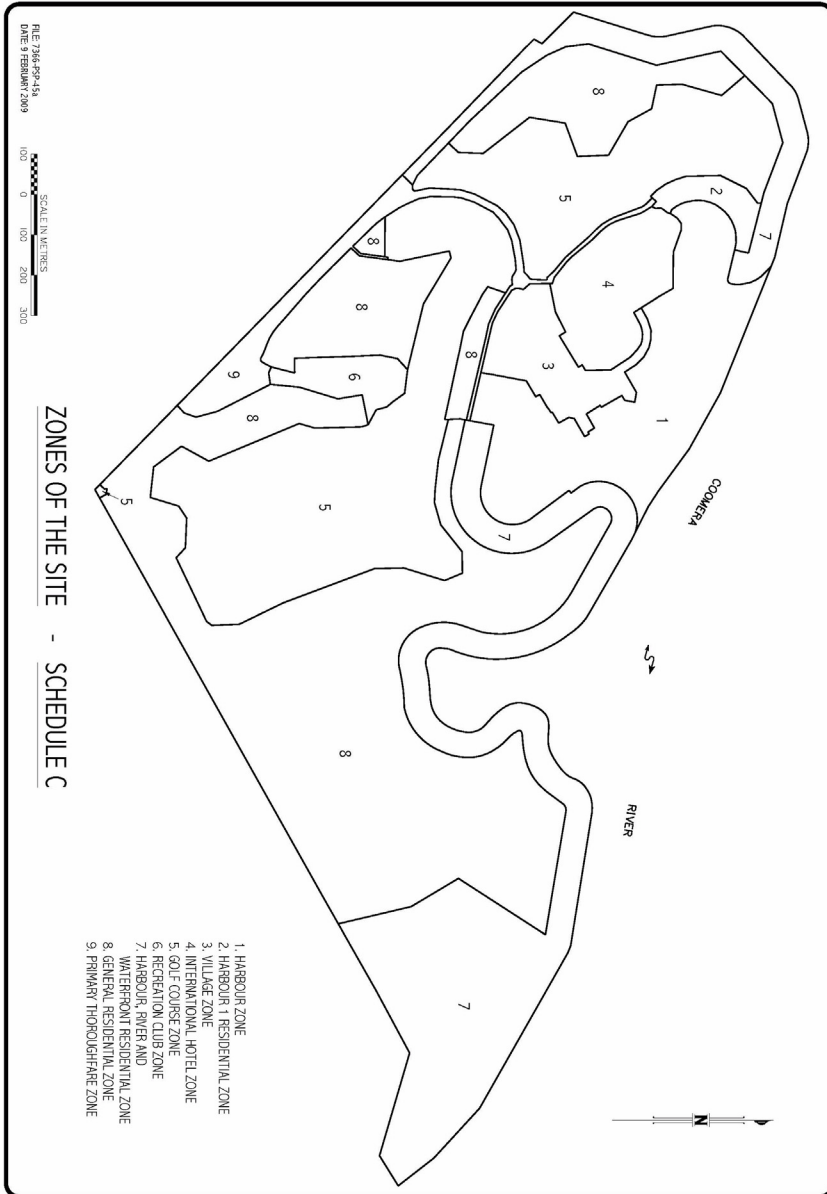 COOMERA
RIVER
N
8
2
7
5
4
8
8
3
1
8
6
9
8
5
5
7
8
7
1. HARBOUR ZONE
2. HARBOUR 1 RESIDENTIAL ZONE
3. VILLAGE ZONE
4. INTERNATIONAL HOTEL ZONE
5. GOLF COURSE ZONE
6. RECREATION CLUB ZONE
7. HARBOUR, RIVER AND
WATERFRONT RESIDENTIAL ZONE
8. GENERAL RESIDENTIAL ZONE
9. PRIMARY THOROUGHFARE ZONE
ZONES OF THE SITE - SCHEDULE C
SCALE IN METRES
100 0 100 200 300
FILE: 7366-PSP-45a
DATE: 9 FEBRUARY 2009